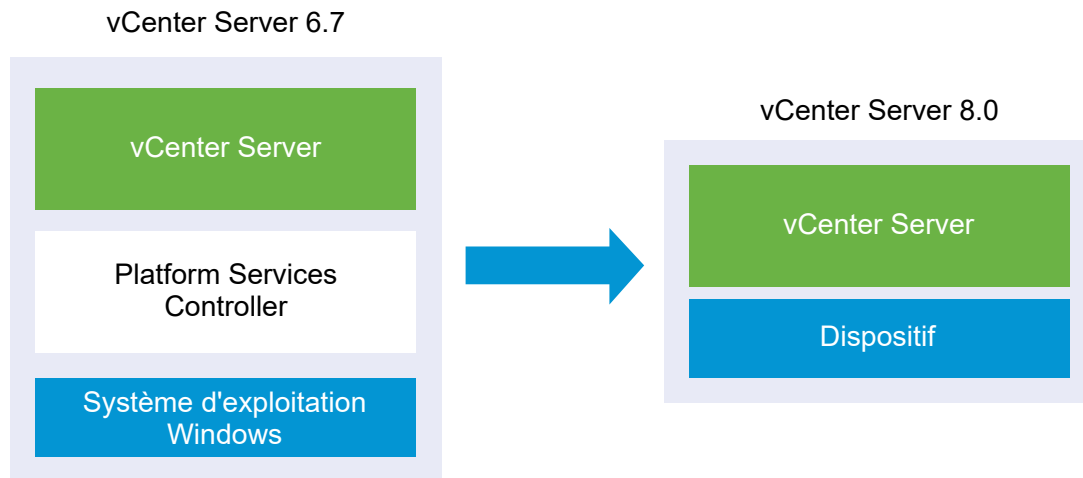 vCenter Server 6.7
vCenter Server
Platform Services
Controller
Système d'exploitation
Windows
vCenter Server 8.0
vCenter Server
Dispositif